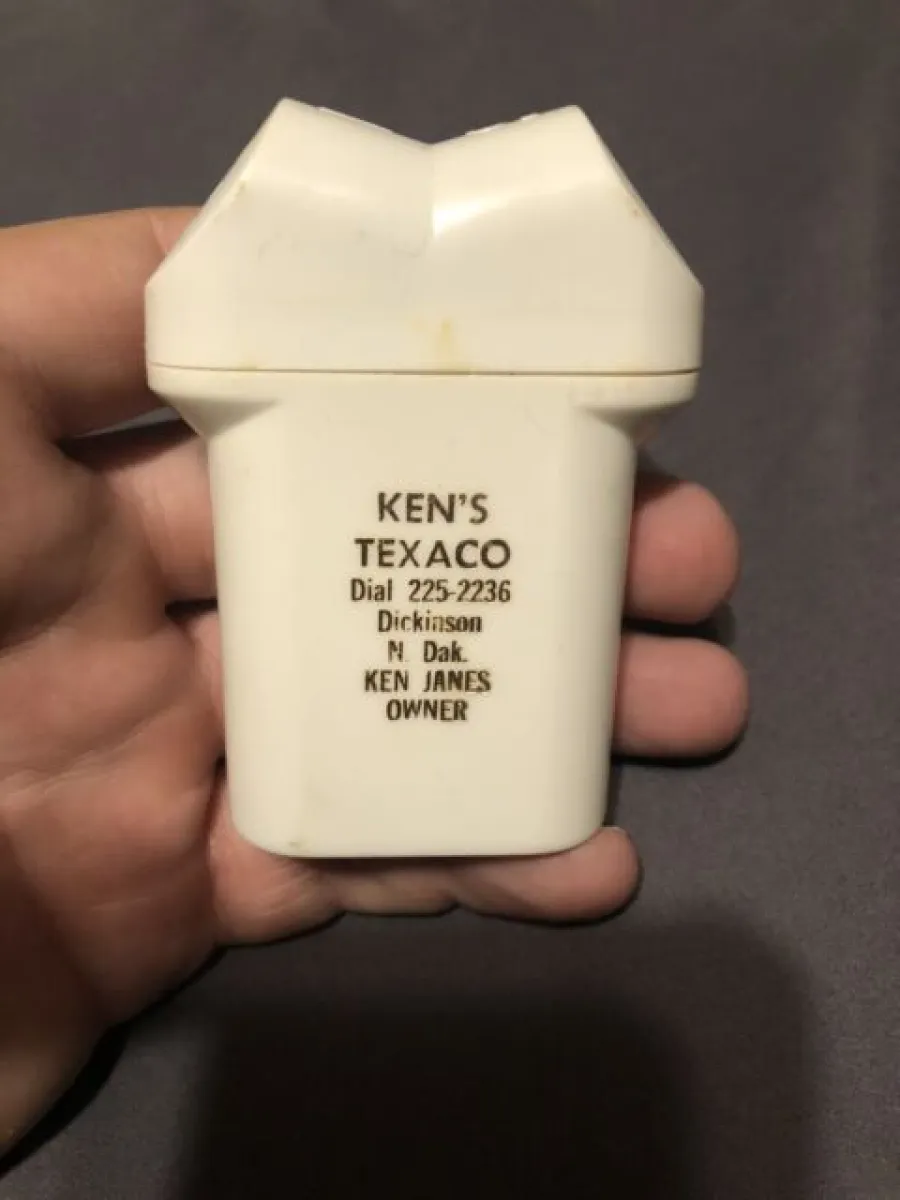 KEN'S
TEXACO
Dial 225-2236
Dickinson
N. Dak.
KEN JANES
OWNER